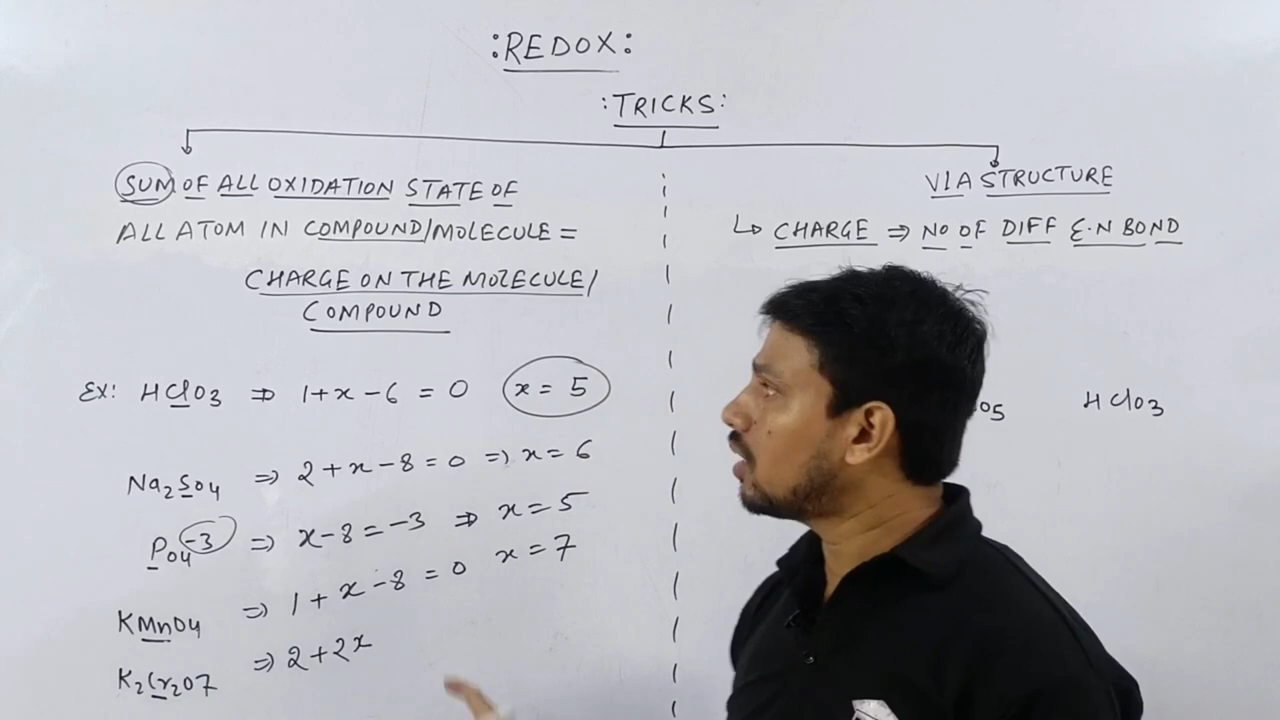 :REDOX:
:TRICKS:
SUM OF ALL OXIDATION STATE OF
ALL ATOM IN COMPOUND/MOLECULE =
CHARGE ON THE MOLECULE/
COMPOUND
Ex: HClO3 ⇒ 1+x-6 = 0 x = 5
Na2SO4 ⇒ 2+x-8=0 ⇒ x=6
PO4-3 ⇒ x-8=-3 ⇒ x=5
KMnO4 ⇒ 1+x-8=0 x=7
K2Cr2O7 ⇒ 2+2x
VIA STRUCTURE
↳ CHARGE ⇒ NO OF DIFF E.N BOND
O5 HClO3